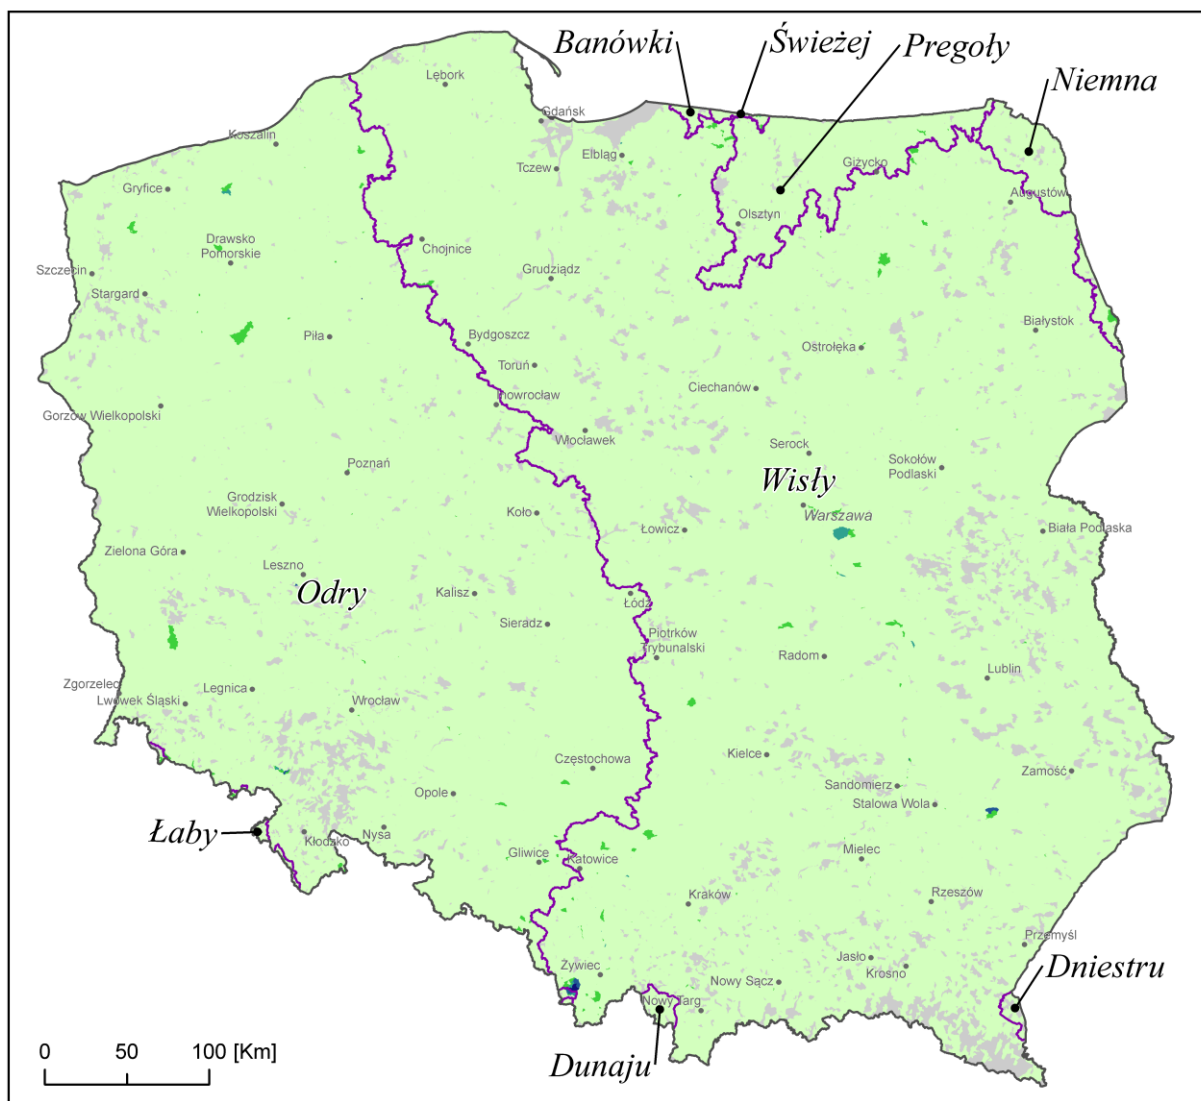 Banówki
Świeżej
Pregoły
Niemna
Lębork
Gdańsk
Koszalin
Elbląg
Tczew
Giżycko
Gryfice
Augustów
Olsztyn
Drawsko
Pomorskie
Chojnice
Szczecin
Grudziądz
Stargard
Białystok
Piła
Bydgoszcz
Ostrołęka
Toruń
Ciechanów
Inowrocław
Gorzów Wielkopolski
Włocławek
Serock
Sokołów
Podlaski
Poznań
Wisły
Grodzisk
Wielkopolski
Koło
Warszawa
Łowicz
Biała Podlaska
Zielona Góra
Leszno
Odry
Kalisz
Łódź
Sieradz
Piotrków
Trybunalski
Radom
Lublin
Zgorzelec
Legnica
Lwówek Śląski
Wrocław
Kielce
Częstochowa
Zamość
Sandomierz
Opole
Stalowa Wola
Łaby
Kłodzko
Nysa
Gliwice
Katowice
Mielec
Kraków
Rzeszów
Przemyśl
Jasło
Krosno
Dniestru
Żywiec
Nowy Sącz
Nowy Targ
Dunaju
0 50 100 [Km]